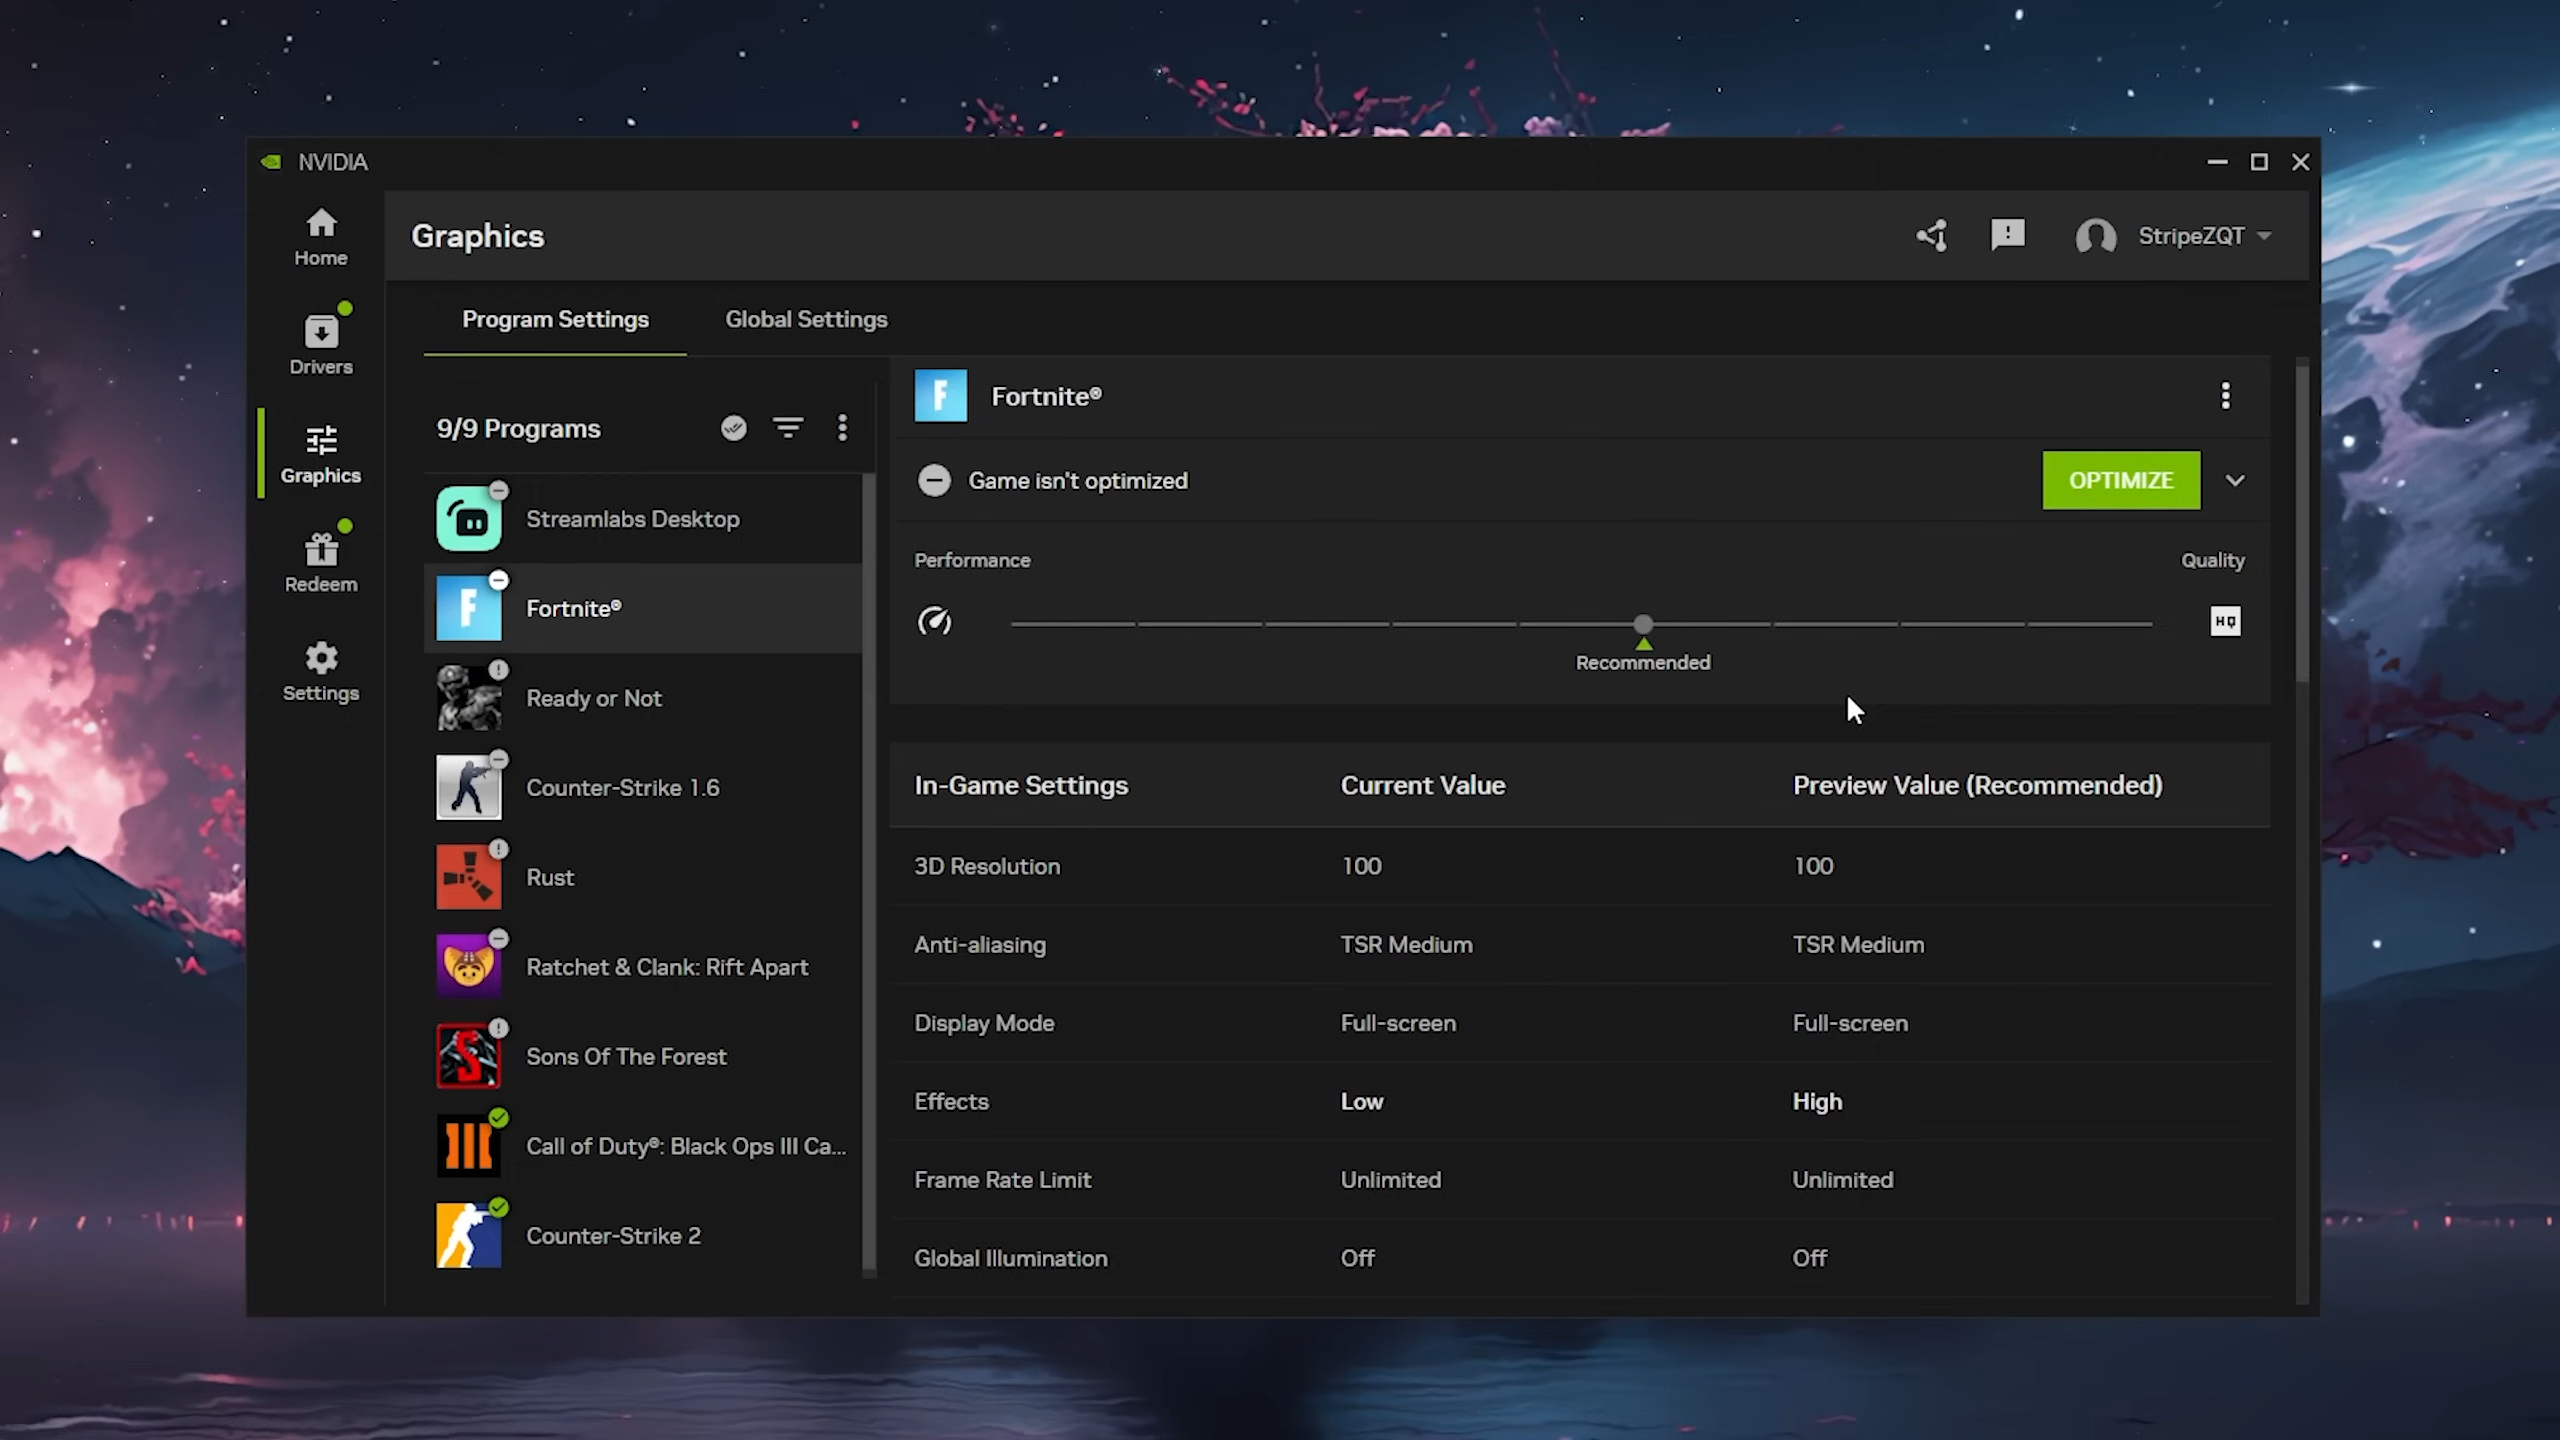 NVIDIA
Home
Drivers
Graphics
Redeem
Settings
Graphics
StripeZQT
Program Settings
Global Settings
9/9 Programs
Streamlabs Desktop
Fortnite®
Ready or Not
Counter-Strike 1.6
Rust
Ratchet & Clank: Rift Apart
Sons Of The Forest
Call of Duty®: Black Ops III Ca...
Counter-Strike 2
Fortnite®
Game isn't optimized
OPTIMIZE
Performance
Quality
HQ
Recommended
In-Game Settings Current Value Preview Value (Recommended)
3D Resolution 100 100
Anti-aliasing TSR Medium TSR Medium
Display Mode Full-screen Full-screen
Effects Low High
Frame Rate Limit Unlimited Unlimited
Global Illumination Off Off